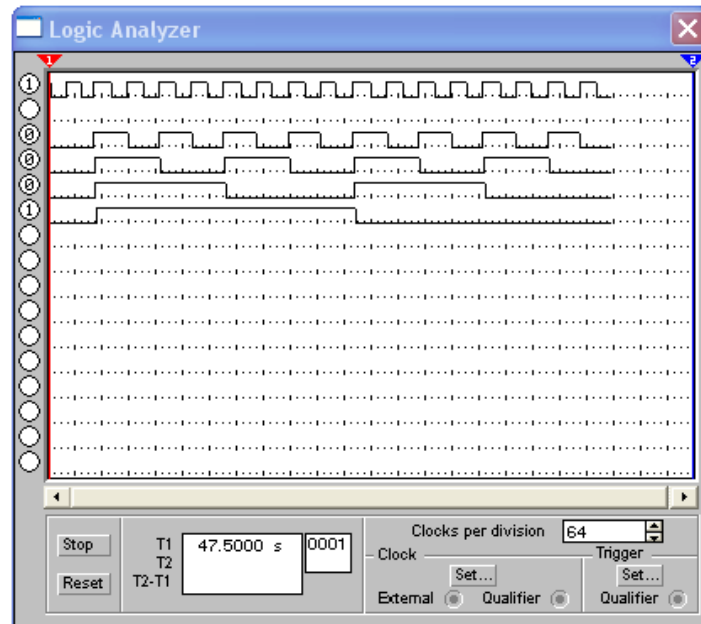 Logic Analyzer
1 2
1
0
0
0
1
Clocks per division 64
Stop T1 47.5000 s 0001
T2
Reset T2-T1
Clock Trigger
Set... Set...
External Qualifier Qualifier